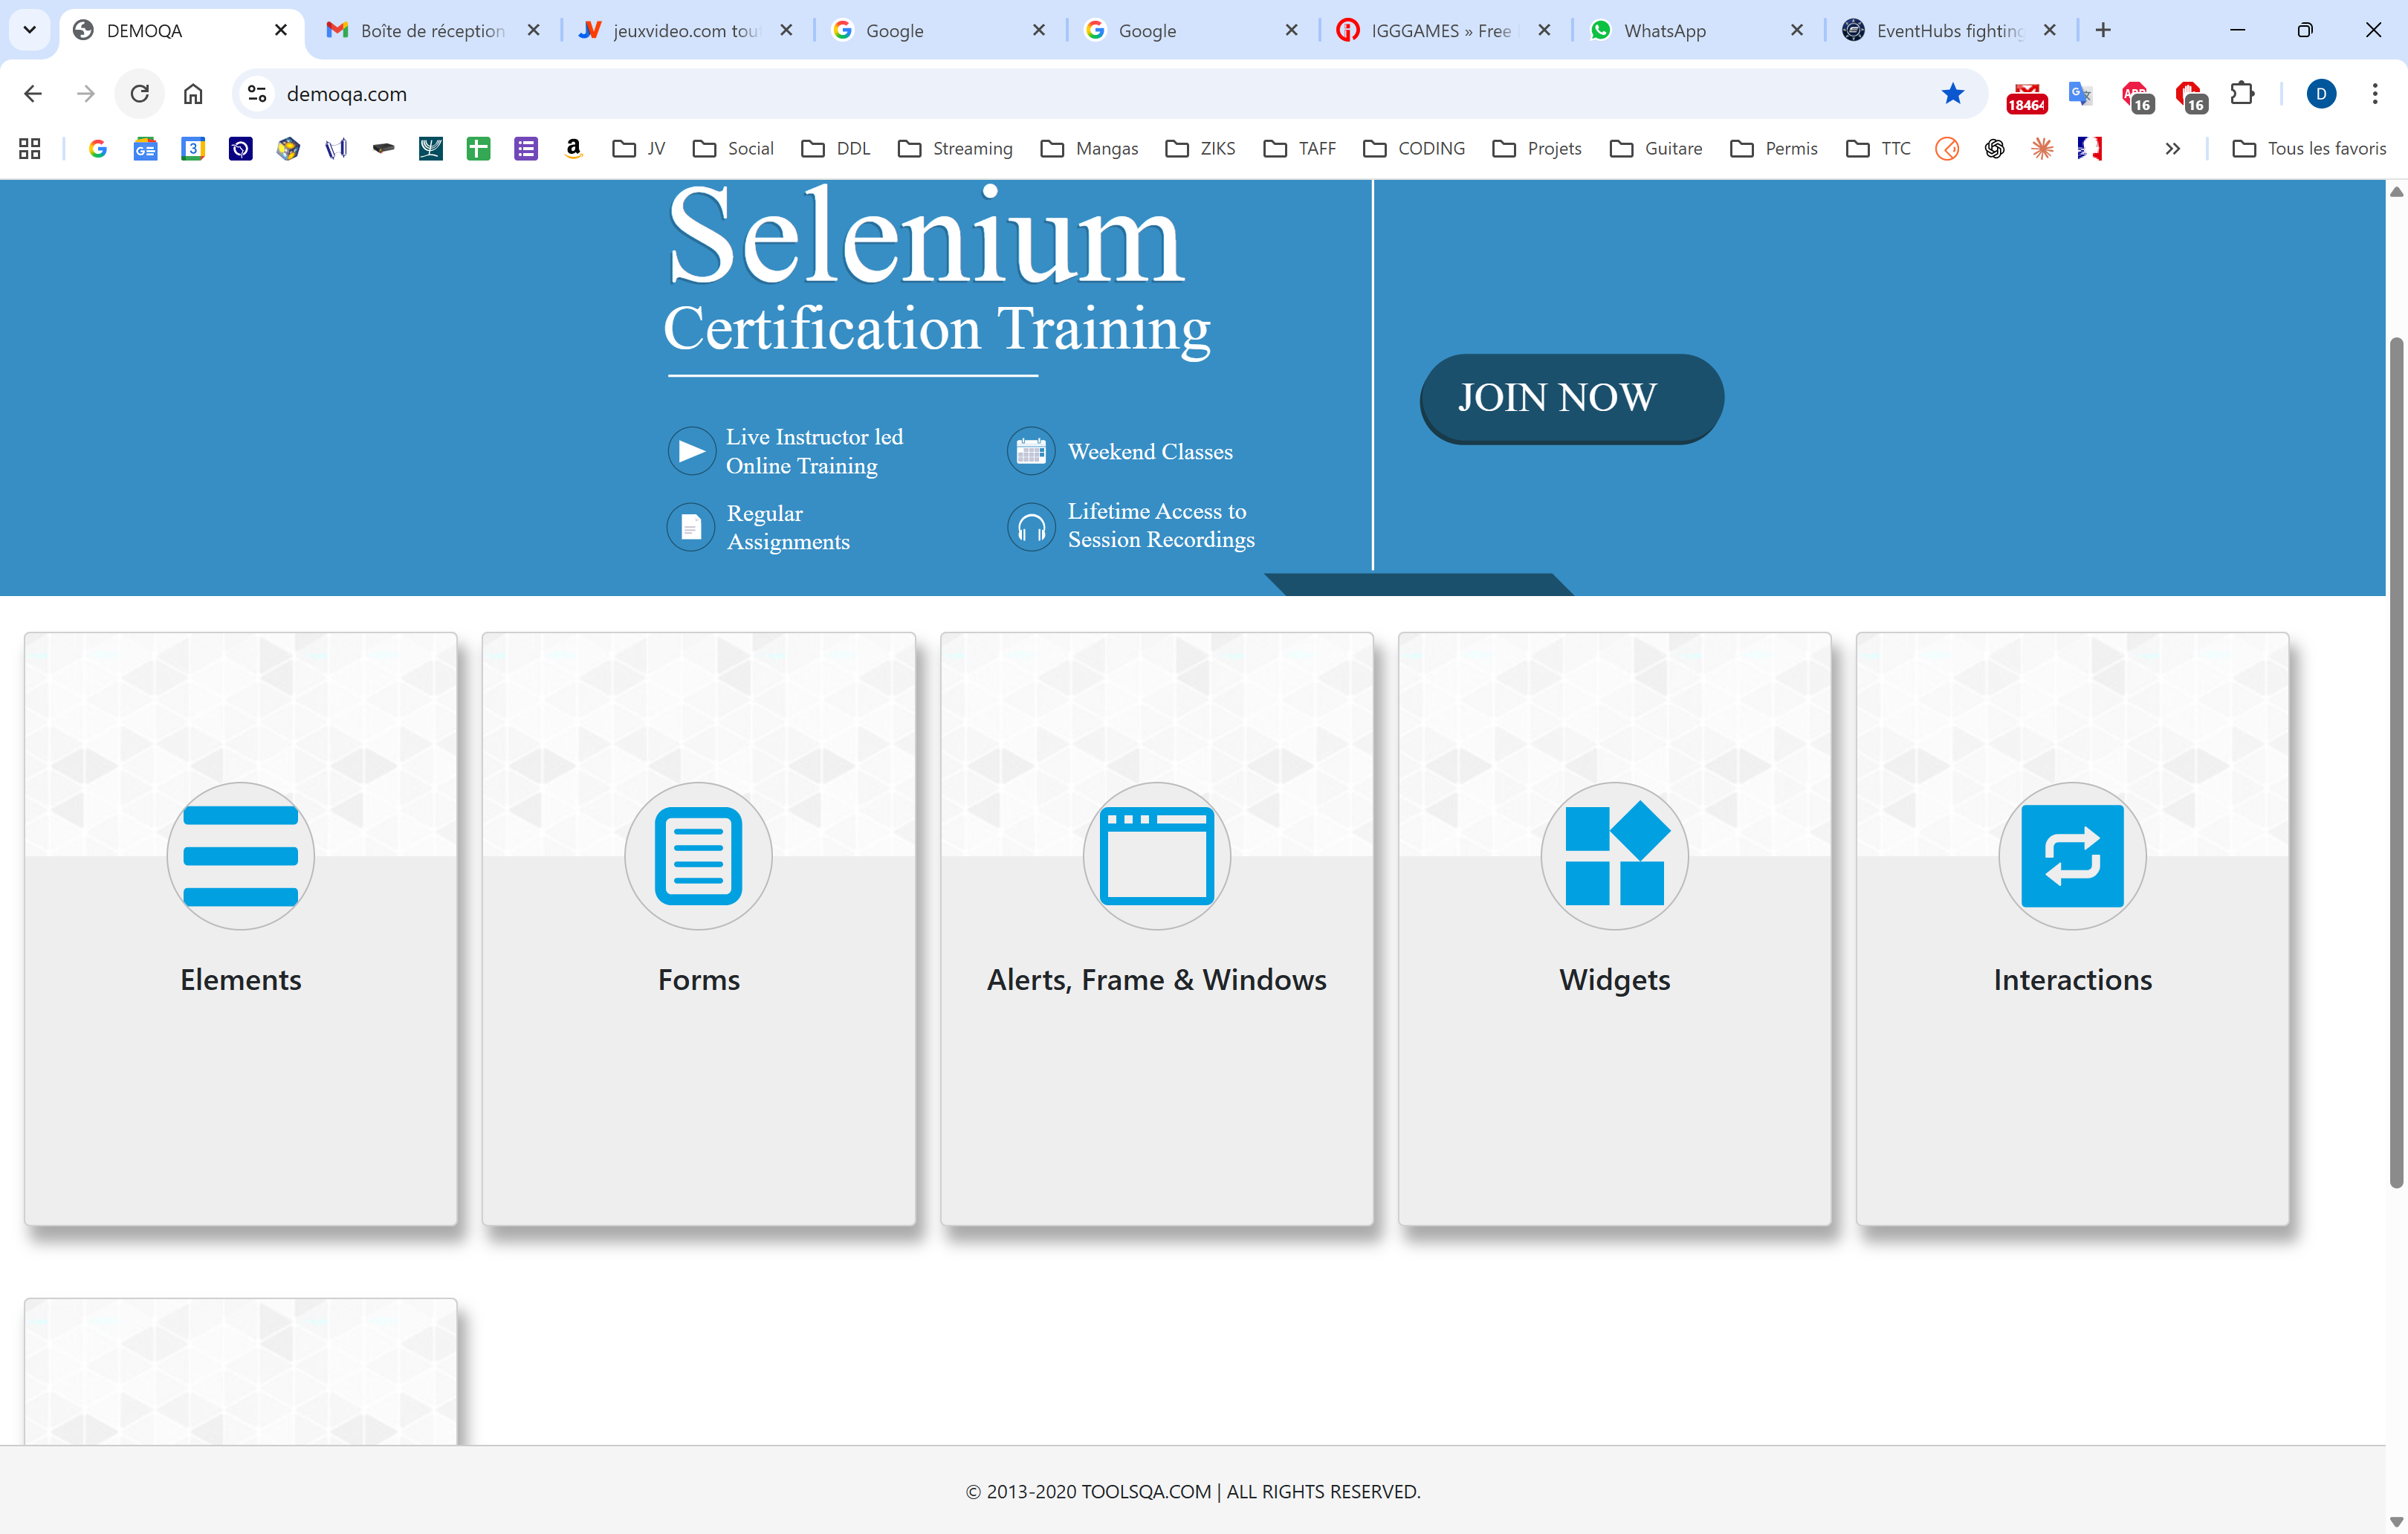 DEMOQA
Boîte de réception
jeuxvideo.com tou
Google
Google
IGGGAMES » Free
WhatsApp
EventHubs fighting
demoqa.com
18464
16
16
D
JV
Social
DDL
Streaming
Mangas
ZIKS
TAFF
CODING
Projets
Guitare
Permis
TTC
Tous les favoris
Selenium
Certification Training
JOIN NOW
Live Instructor led
Online Training
Weekend Classes
Regular
Assignments
Lifetime Access to
Session Recordings
Elements
Forms
Alerts, Frame & Windows
Widgets
Interactions
© 2013-2020 TOOLSQA.COM | ALL RIGHTS RESERVED.